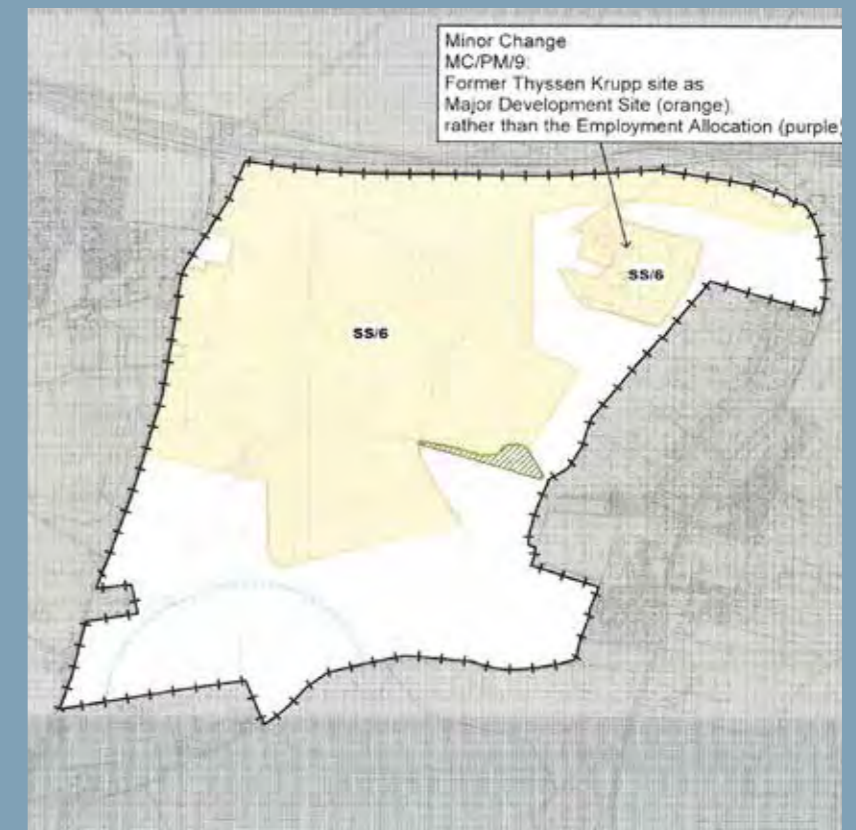 Minor Change
MC/PM/9:
Former Thyssen Krupp site as
Major Development Site (orange),
rather than the Employment Allocation (purple)
SS/6
SS/6